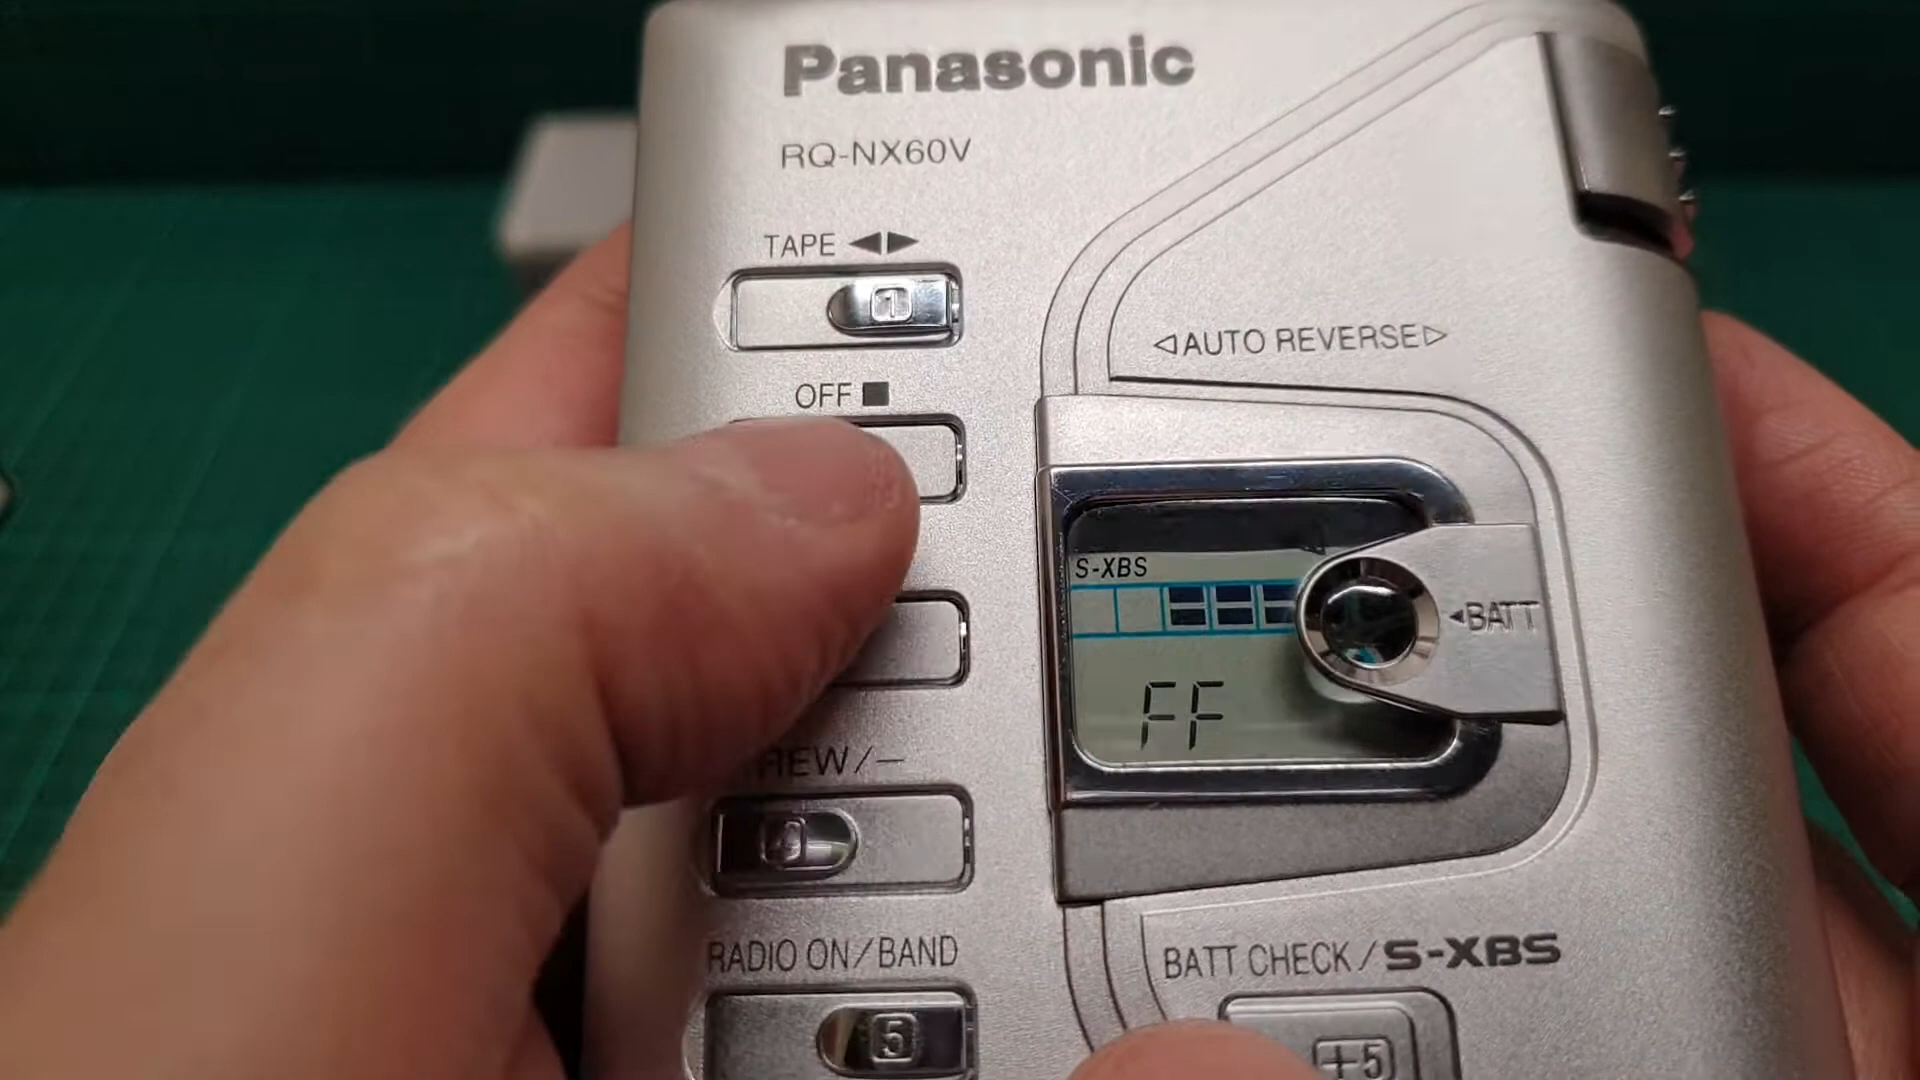 Panasonic
RQ-NX60V
TAPE ◀▶
1
◁AUTO REVERSE▷
OFF ■
S-XBS
◀BATT
FF
REW/−
4
RADIO ON/BAND
BATT CHECK/S-XBS
5
+5